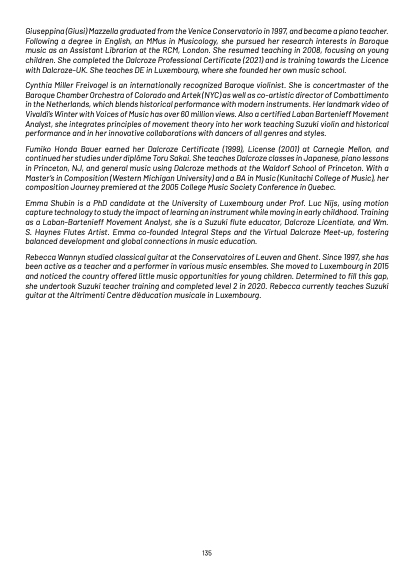 Giuseppina (Giusi) Mazzella graduated from the Venice Conservatorio in 1997, and became a piano teacher.
Following a degree in English, an MMus in Musicology, she pursued her research interests in Baroque
music as an Assistant Librarian at the RCM, London. She resumed teaching in 2008, focusing on young
children. She completed the Dalcroze Professional Certificate (2021) and is training towards the Licence
with Dalcroze-UK. She teaches DE in Luxembourg, where she founded her own music school.
Cynthia Miller Freivogel is an internationally recognized Baroque violinist. She is concertmaster of the
Baroque Chamber Orchestra of Colorado and Artek (NYC) as well as co-artistic director of Combattimento
in the Netherlands, which blends historical performance with modern instruments. Her landmark video of
Vivaldi's Winter with Voices of Music has over 60 million views. Also a certified Laban Bartenieff Movement
Analyst, she integrates principles of movement theory into her work teaching Suzuki violin and historical
performance and in her innovative collaborations with dancers of all genres and styles.
Fumiko Honda Bauer earned her Dalcroze Certificate (1999), License (2001) at Carnegie Mellon, and
continued her studies under diplôme Toru Sakai. She teaches Dalcroze classes in Japanese, piano lessons
in Princeton, NJ, and general music using Dalcroze methods at the Waldorf School of Princeton. With a
Master's in Composition (Western Michigan University) and a BA in Music (Kunitachi College of Music), her
composition Journey premiered at the 2005 College Music Society Conference in Quebec.
Emma Shubin is a PhD candidate at the University of Luxembourg under Prof. Luc Nijs, using motion
capture technology to study the impact of learning an instrument while moving in early childhood. Training
as a Laban-Bartenieff Movement Analyst, she is a Suzuki flute educator, Dalcroze Licentiate, and Wm.
S. Haynes Flutes Artist. Emma co-founded Integral Steps and the Virtual Dalcroze Meet-up, fostering
balanced development and global connections in music education.
Rebecca Wannyn studied classical guitar at the Conservatoires of Leuven and Ghent. Since 1997, she has
been active as a teacher and a performer in various music ensembles. She moved to Luxembourg in 2015
and noticed the country offered little music opportunities for young children. Determined to fill this gap,
she undertook Suzuki teacher training and completed level 2 in 2020. Rebecca currently teaches Suzuki
guitar at the Altrimenti Centre d'éducation musicale in Luxembourg.
135